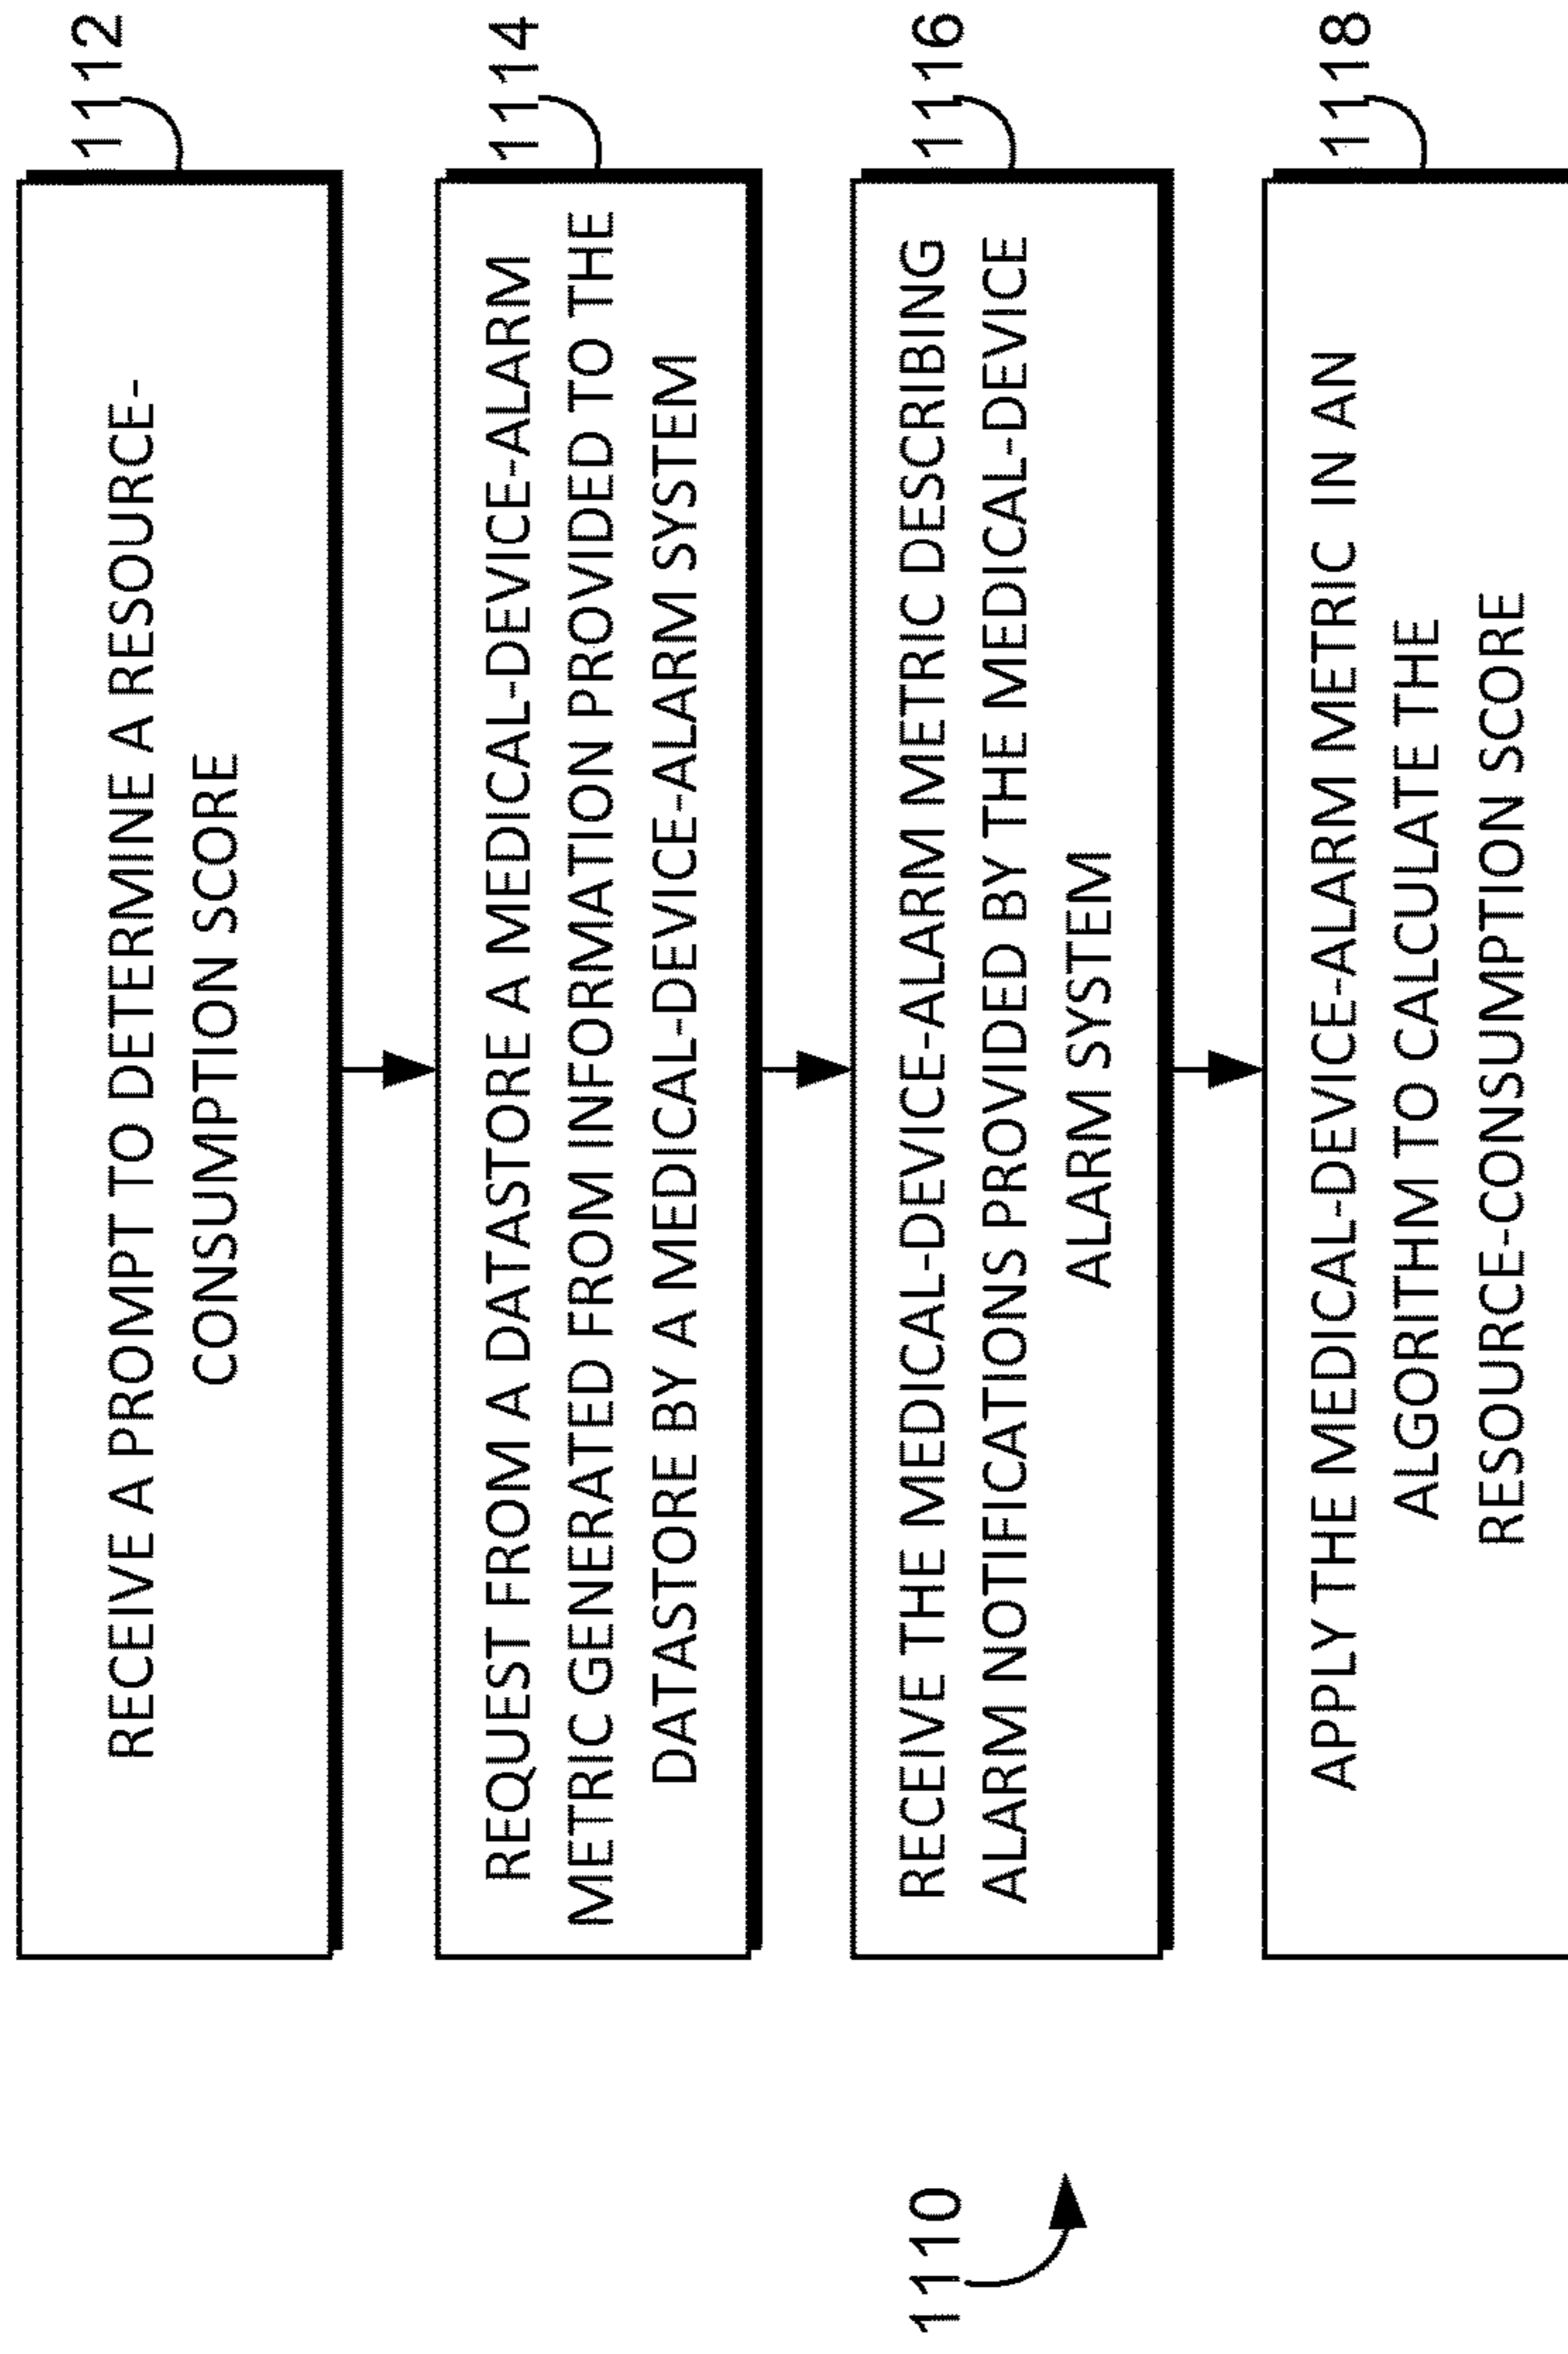 1110
1112
RECEIVE A PROMPT TO DETERMINE A RESOURCE-
CONSUMPTION SCORE
1114
REQUEST FROM A DATASTORE A MEDICAL-DEVICE-ALARM
METRIC GENERATED FROM INFORMATION PROVIDED TO THE
DATASTORE BY A MEDICAL-DEVICE-ALARM SYSTEM
1116
RECEIVE THE MEDICAL-DEVICE-ALARM METRIC DESCRIBING
ALARM NOTIFICATIONS PROVIDED BY THE MEDICAL-DEVICE
ALARM SYSTEM
1118
APPLY THE MEDICAL-DEVICE-ALARM METRIC IN AN
ALGORITHM TO CALCULATE THE
RESOURCE-CONSUMPTION SCORE